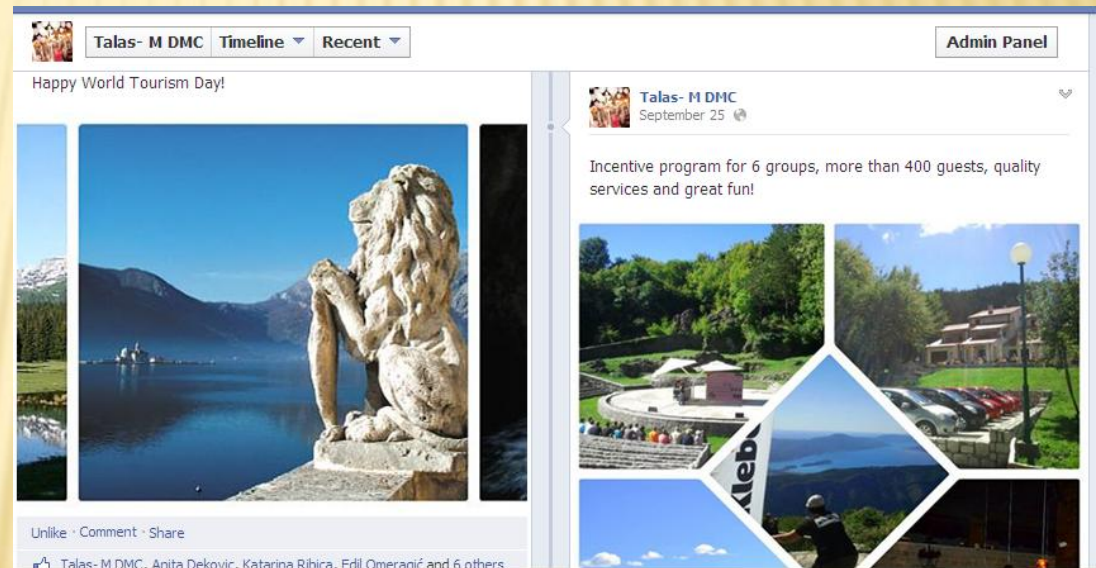 Talas- M DMC Timeline Recent
Admin Panel
Happy World Tourism Day!
Unlike · Comment · Share
Talas- M DMC, Anita Dekovic, Katarina Ribica, Edil Omeragić and 6 others
Talas- M DMC
September 25
Incentive program for 6 groups, more than 400 guests, quality
services and great fun!